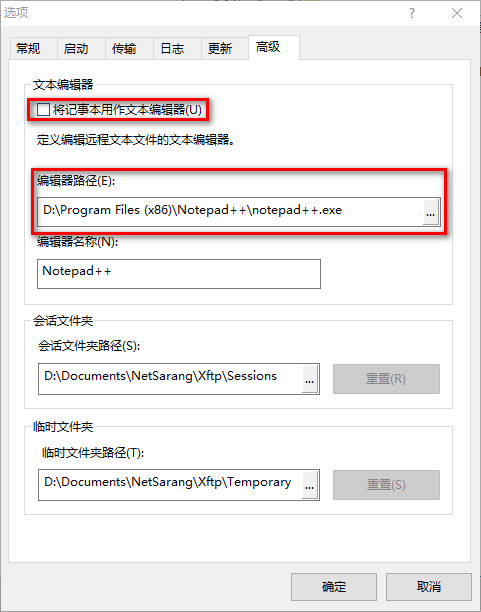 选项
常规 启动 传输 日志 更新 高级
文本编辑器
将记事本用作文本编辑器(U)
定义编辑远程文本文件的文本编辑器。
编辑器路径(E):
D:\Program Files (x86)\Notepad++\notepad++.exe ...
编辑器名称(N):
Notepad++
会话文件夹
会话文件夹路径(S):
D:\Documents\NetSarang\Xftp\Sessions ... 重置(R)
临时文件夹
临时文件夹路径(T):
D:\Documents\NetSarang\Xftp\Temporary ... 重置(S)
确定 取消